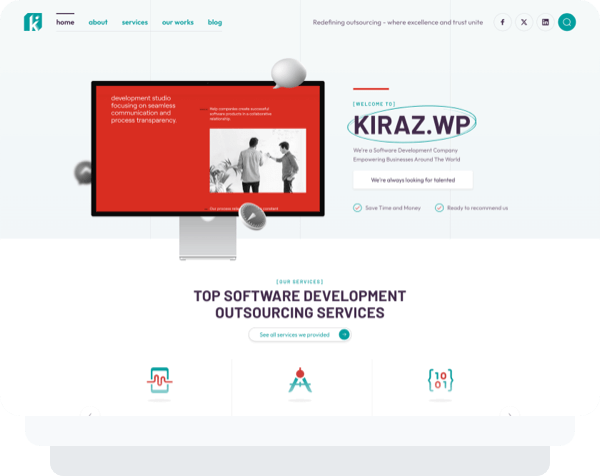 home about services our works blog
Redefining outsourcing - where excellence and trust unite
development studio
focusing on seamless
communication and
process transparency.
Help companies create successful
software products in a collaborative
relationship.
Our process
[WELCOME TO]
KIRAZ.WP
We're a Software Development Company
Empowering Businesses Around The World
We're always looking for talented
Save Time and Money
Ready to recommend us
[OUR SERVICES]
TOP SOFTWARE DEVELOPMENT
OUTSOURCING SERVICES
See all services we provided
10
01